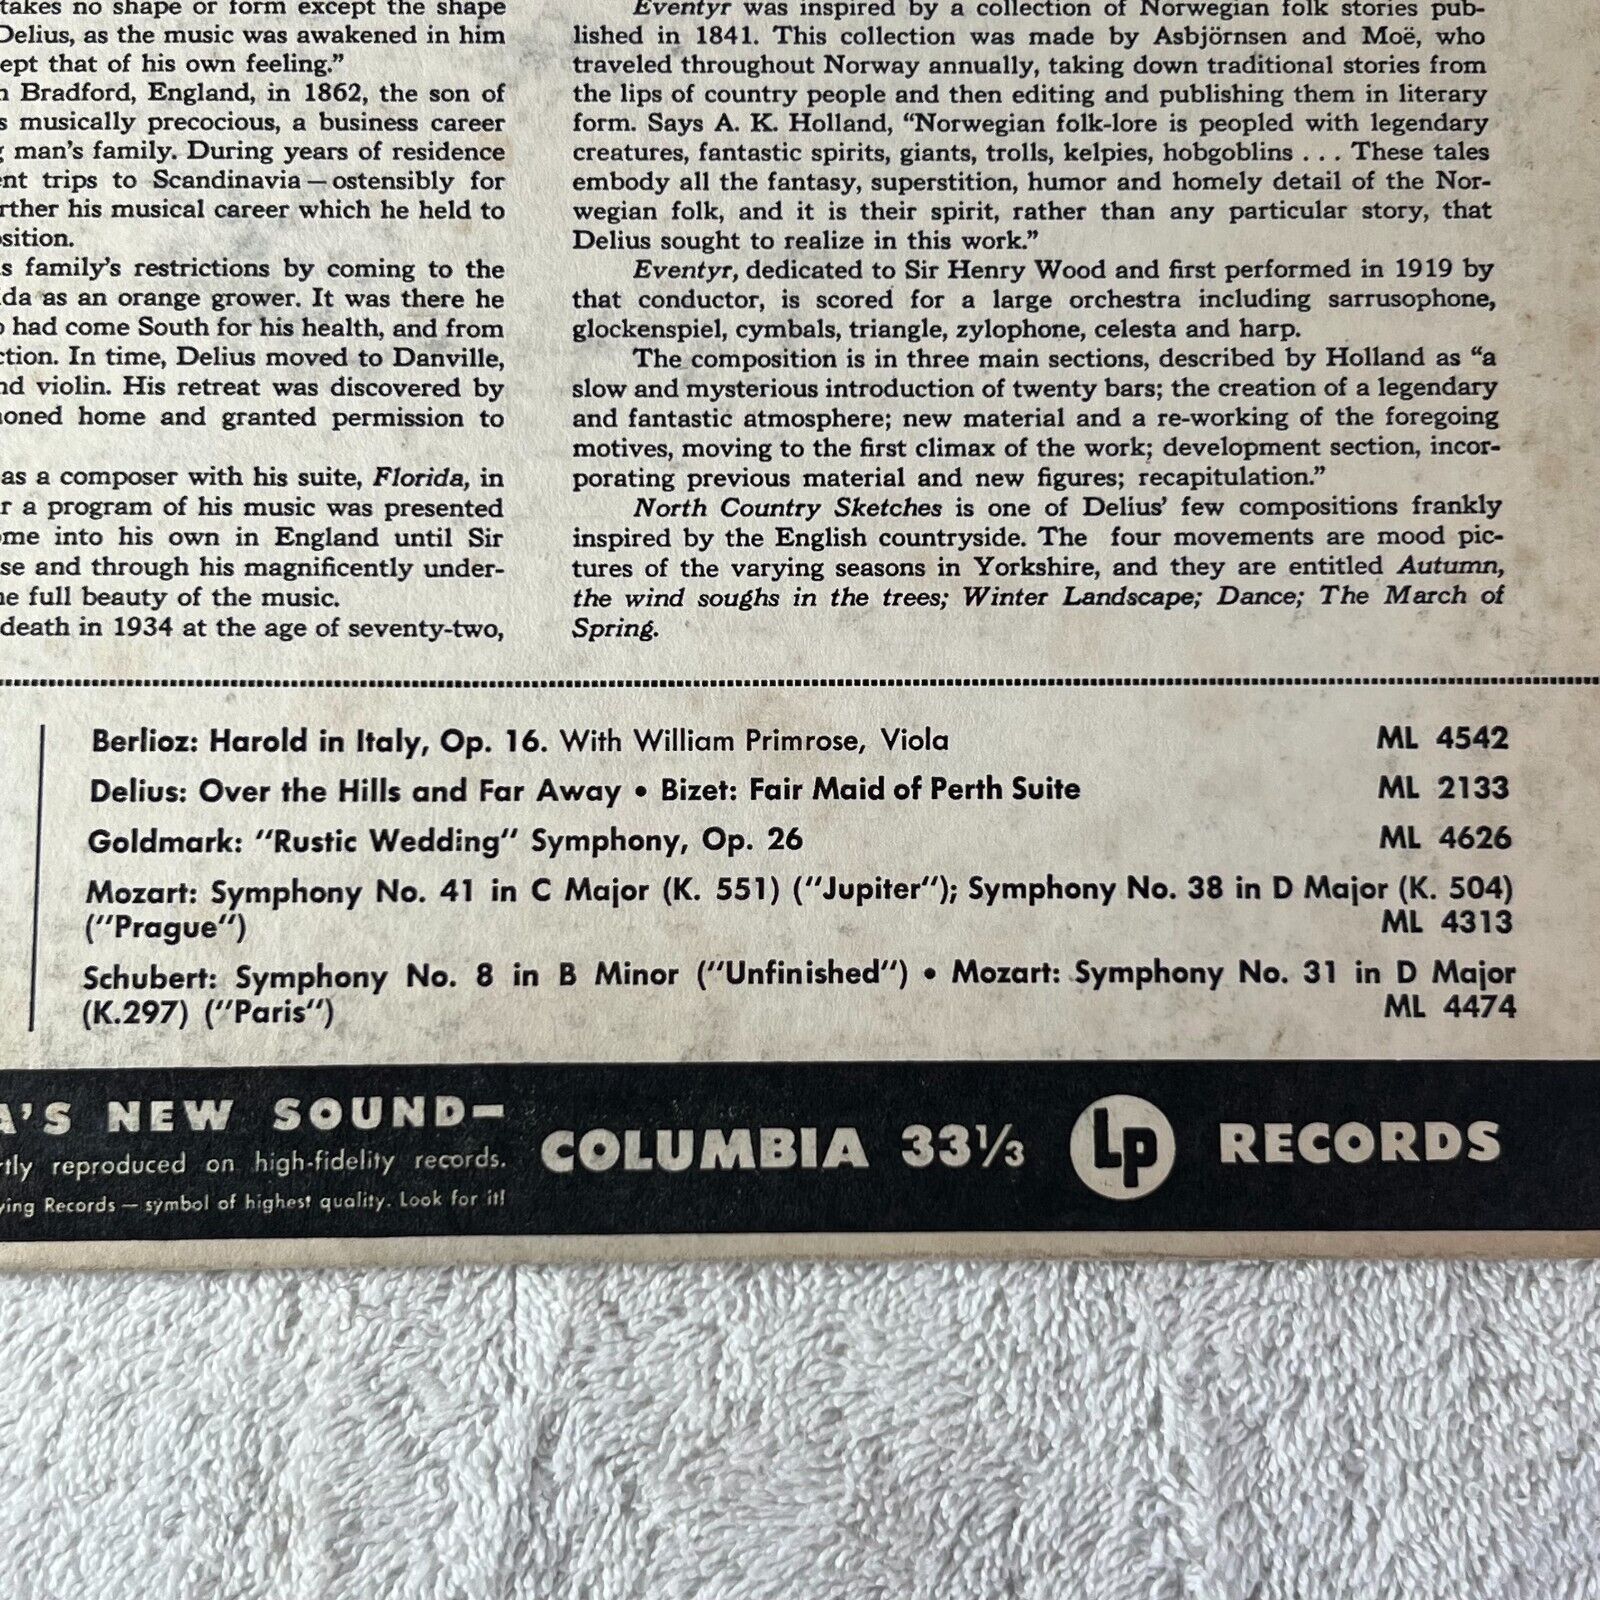 takes no shape or form except the shape
Delius, as the music was awakened in him
ept that of his own feeling.”
Bradford, England, in 1862, the son of
s musically precocious, a business career
man’s family. During years of residence
nt trips to Scandinavia—ostensibly for
rther his musical career which he held to
sition.
s family’s restrictions by coming to the
da as an orange grower. It was there he
had come South for his health, and from
ction. In time, Delius moved to Danville,
nd violin. His retreat was discovered by
oned home and granted permission to
as a composer with his suite, Florida, in
r a program of his music was presented
me into his own in England until Sir
se and through his magnificently under-
e full beauty of the music.
death in 1934 at the age of seventy-two,
Eventyr was inspired by a collection of Norwegian folk stories pub-
lished in 1841. This collection was made by Asbjörnsen and Moë, who
traveled throughout Norway annually, taking down traditional stories from
the lips of country people and then editing and publishing them in literary
form. Says A. K. Holland, “Norwegian folk-lore is peopled with legendary
creatures, fantastic spirits, giants, trolls, kelpies, hobgoblins . . . These tales
embody all the fantasy, superstition, humor and homely detail of the Nor-
wegian folk, and it is their spirit, rather than any particular story, that
Delius sought to realize in this work.”
Eventyr, dedicated to Sir Henry Wood and first performed in 1919 by
that conductor, is scored for a large orchestra including sarrusophone,
glockenspiel, cymbals, triangle, zylophone, celesta and harp.
The composition is in three main sections, described by Holland as “a
slow and mysterious introduction of twenty bars; the creation of a legendary
and fantastic atmosphere; new material and a re-working of the foregoing
motives, moving to the first climax of the work; development section, incor-
porating previous material and new figures; recapitulation.”
North Country Sketches is one of Delius’ few compositions frankly
inspired by the English countryside. The four movements are mood pic-
tures of the varying seasons in Yorkshire, and they are entitled Autumn,
the wind soughs in the trees; Winter Landscape; Dance; The March of
Spring.
Berlioz: Harold in Italy, Op. 16. With William Primrose, Viola ML 4542
Delius: Over the Hills and Far Away • Bizet: Fair Maid of Perth Suite ML 2133
Goldmark: "Rustic Wedding" Symphony, Op. 26 ML 4626
Mozart: Symphony No. 41 in C Major (K. 551) ("Jupiter"); Symphony No. 38 in D Major (K. 504)
("Prague") ML 4313
Schubert: Symphony No. 8 in B Minor ("Unfinished") • Mozart: Symphony No. 31 in D Major
(K.297) ("Paris") ML 4474
A'S NEW SOUND—
rtly reproduced on high-fidelity records.
ying Records — symbol of highest quality. Look for it!
COLUMBIA 33⅓ LP RECORDS